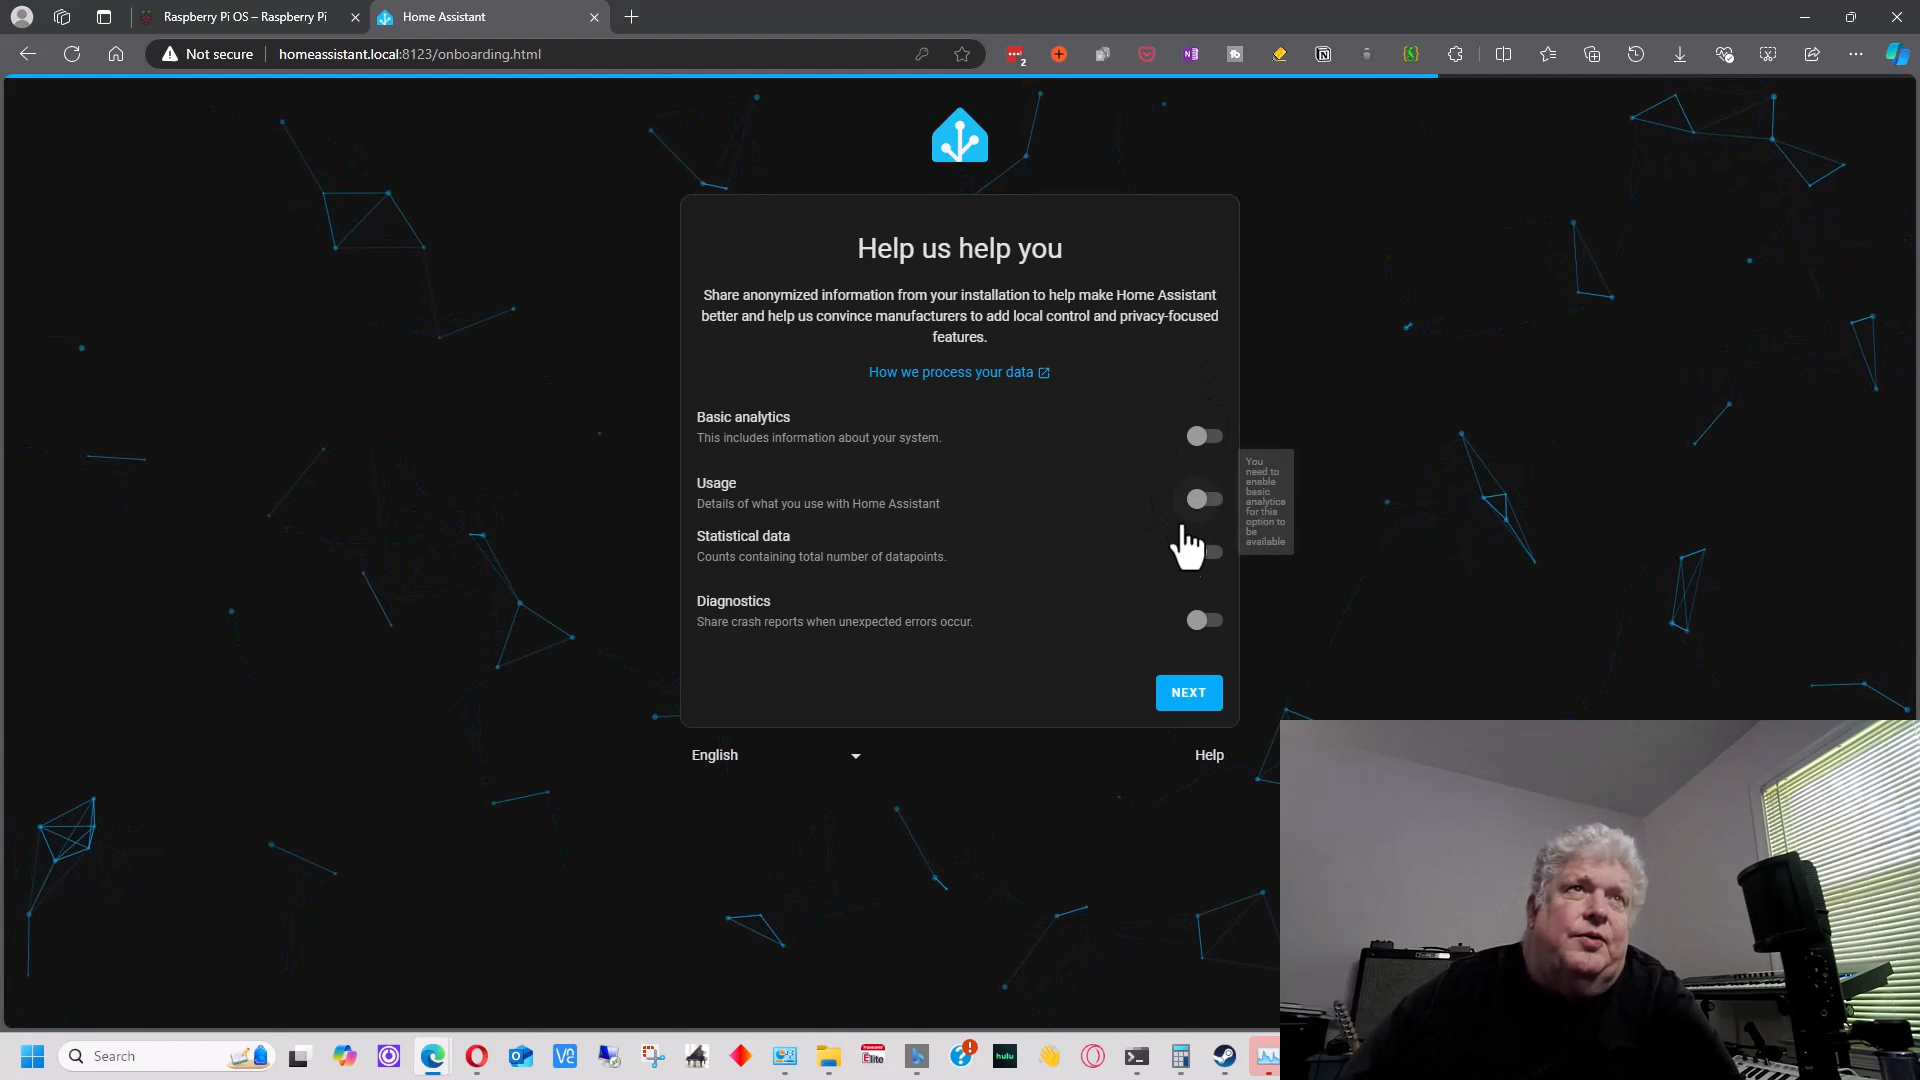 Raspberry Pi OS – Raspberry Pi
Home Assistant
Not secure
homeassistant.local:8123/onboarding.html
2
Help us help you
Share anonymized information from your installation to help make Home Assistant
better and help us convince manufacturers to add local control and privacy-focused
features.
How we process your data
Basic analytics
This includes information about your system.
Usage
Details of what you use with Home Assistant
Statistical data
Counts containing total number of datapoints.
Diagnostics
Share crash reports when unexpected errors occur.
You
need to
enable
basic
analytics
for this
option to
be
available
NEXT
English
Help
Search
Elite
hulu